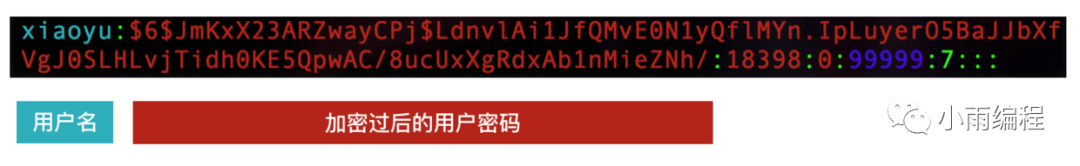 xiaoyu:$6$JmKxX23ARZwayCPj$LdnvlAi1JfQMvE0N1yQflMYn.IpLuyerO5BaJJbXf
VgJ0SLHLvjTidh0KE5QpwAC/8ucUxXgRdxAb1nMieZNh/:18398:0:99999:7:::
用户名 加密过后的用户密码 小雨编程